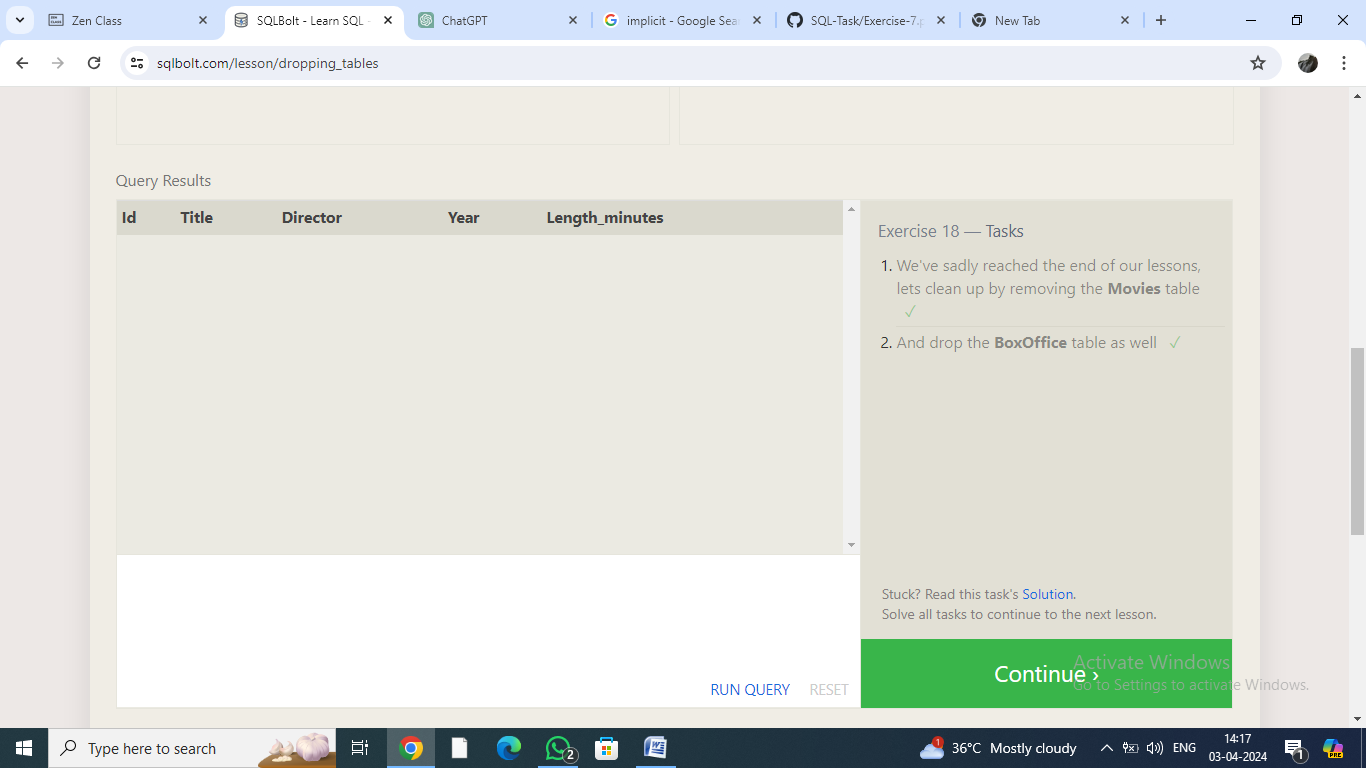 Zen Class
SQLBolt - Learn SQL -
ChatGPT
implicit - Google Sea
SQL-Task/Exercise-7.p
New Tab
sqlbolt.com/lesson/dropping_tables
Query Results
Id Title Director Year Length_minutes
Exercise 18 — Tasks
1. We've sadly reached the end of our lessons,
lets clean up by removing the Movies table
✓
2. And drop the BoxOffice table as well ✓
Stuck? Read this task's Solution.
Solve all tasks to continue to the next lesson.
RUN QUERY RESET
Continue ›
Activate Windows
Go to Settings to activate Windows.
Type here to search
2
1
36°C Mostly cloudy
ENG
14:17
03-04-2024
1
PRE